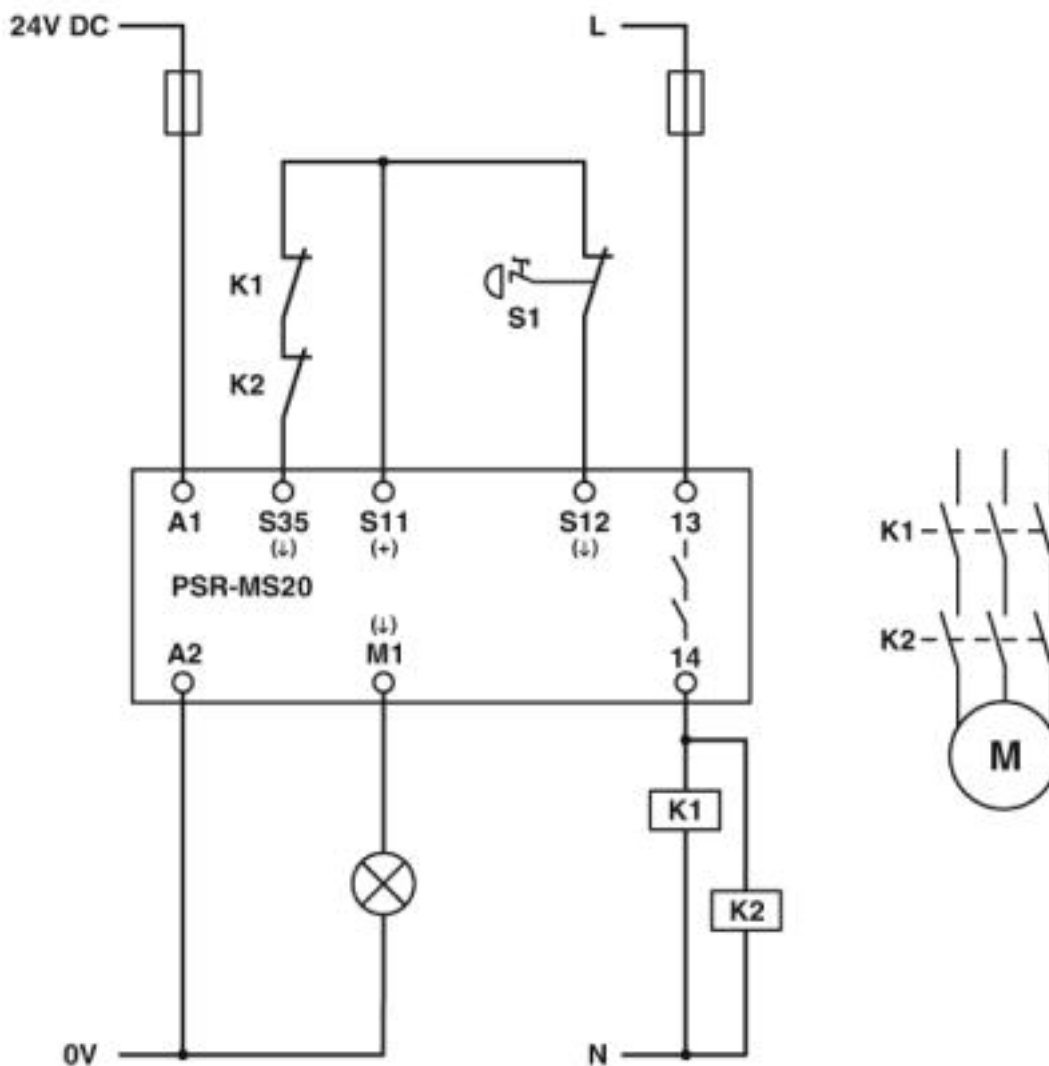 24V DC
L
K1
S1
K2
A1 S35 S11 S12 13
(↓) (+) (↓)
K1
PSR-MS20
(↓)
K2
A2 M1 14
M
K1
K2
0V N